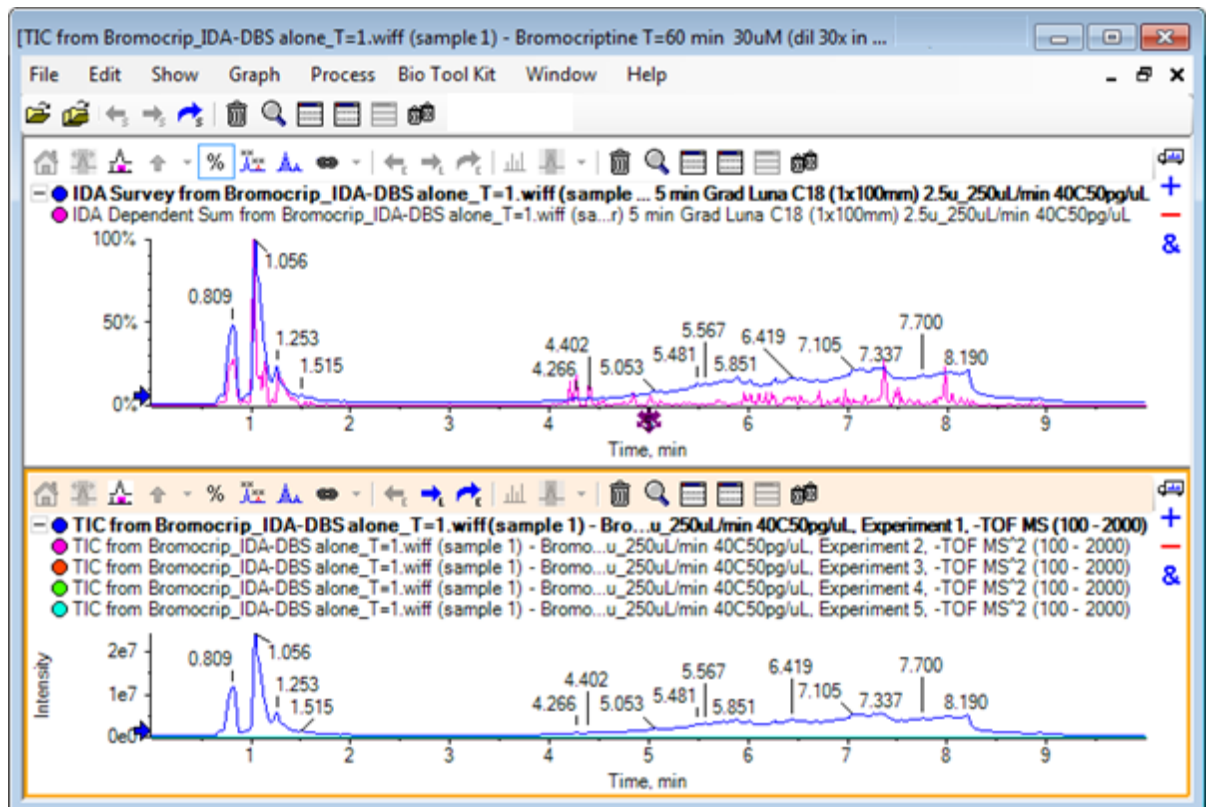 [TIC from Bromocrip_IDA-DBS alone_T=1.wiff (sample 1) - Bromocriptine T=60 min 30uM (dil 30x in ...
File Edit Show Graph Process Bio Tool Kit Window Help
IDA Survey from Bromocrip_IDA-DBS alone_T=1.wiff (sample ... 5 min Grad Luna C18 (1x100mm) 2.5u_250uL/min 40C50pg/uL
IDA Dependent Sum from Bromocrip_IDA-DBS alone_T=1.wiff (sa...r) 5 min Grad Luna C18 (1x100mm) 2.5u_250uL/min 40C50pg/uL
&
100%
50%
0%
0.809 1.056 1.253 1.515 4.266 4.402 5.053 5.481 5.567 5.851 6.419 7.105 7.337 7.700 8.190
1 2 3 4 5 6 7 8 9
Time, min
%
TIC from Bromocrip_IDA-DBS alone_T=1.wiff (sample 1) - Bro...u_250uL/min 40C50pg/uL, Experiment 1, -TOF MS (100 - 2000)
TIC from Bromocrip_IDA-DBS alone_T=1.wiff (sample 1) - Bromo...u_250uL/min 40C50pg/uL, Experiment 2, -TOF MS^2 (100 - 2000)
TIC from Bromocrip_IDA-DBS alone_T=1.wiff (sample 1) - Bromo...u_250uL/min 40C50pg/uL, Experiment 3, -TOF MS^2 (100 - 2000)
TIC from Bromocrip_IDA-DBS alone_T=1.wiff (sample 1) - Bromo...u_250uL/min 40C50pg/uL, Experiment 4, -TOF MS^2 (100 - 2000)
TIC from Bromocrip_IDA-DBS alone_T=1.wiff (sample 1) - Bromo...u_250uL/min 40C50pg/uL, Experiment 5, -TOF MS^2 (100 - 2000)
&
Intensity
2e7
1e7
0e0
0.809 1.056 1.253 1.515 4.266 4.402 5.053 5.481 5.567 5.851 6.419 7.105 7.337 7.700 8.190
1 2 3 4 5 6 7 8 9
Time, min